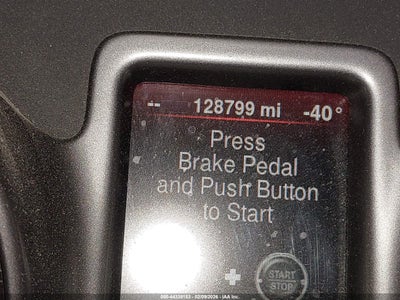 -- 128799 mi -40°
Press
Brake Pedal
and Push Button
to Start
START
STOP